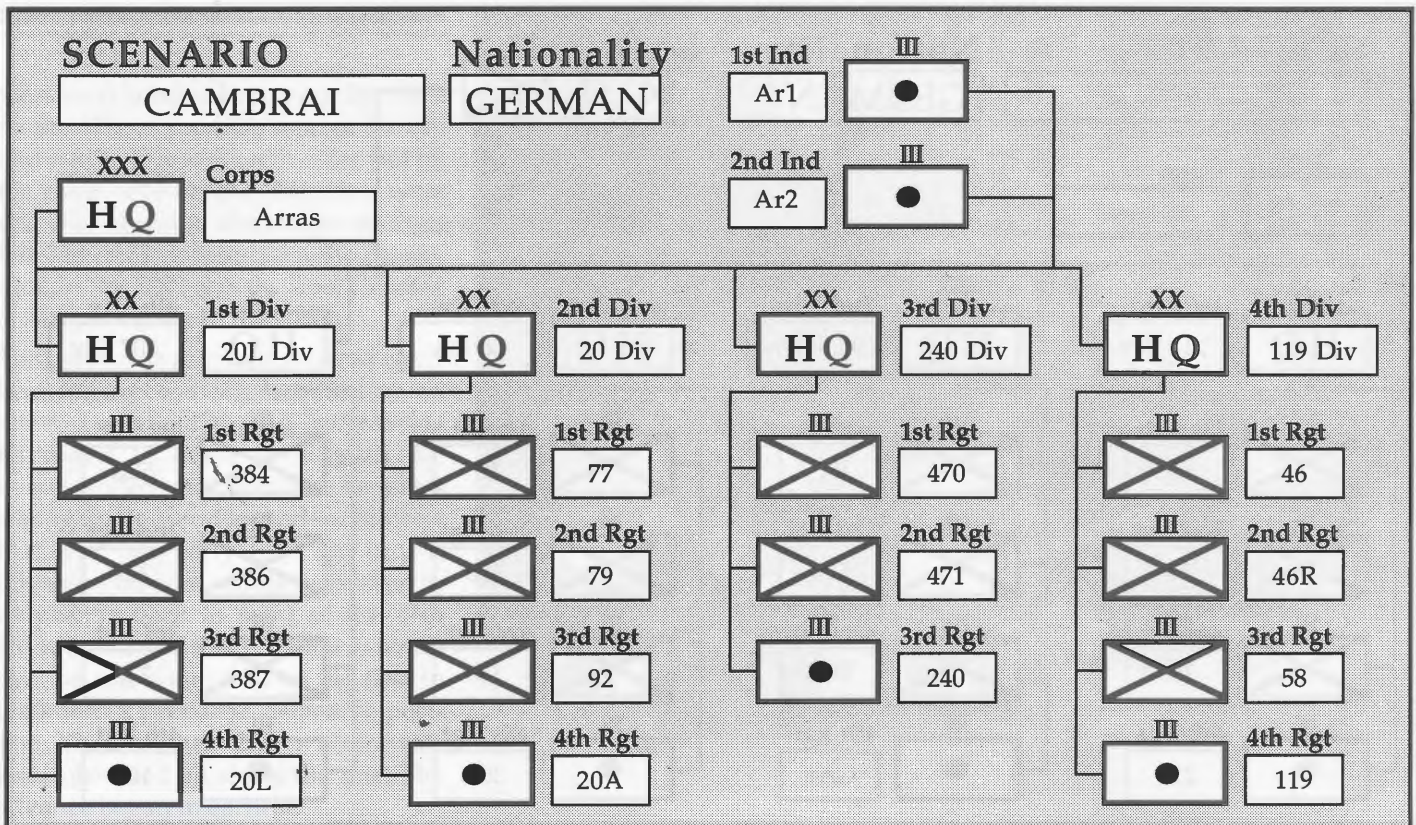 SCENARIO
CAMBRAI
Nationality
GERMAN
1st Ind
Ar1
III
2nd Ind
Ar2
III
XXX
HQ
Corps
Arras
XX
HQ
1st Div
20L Div
XX
HQ
2nd Div
20 Div
XX
HQ
3rd Div
240 Div
XX
HQ
4th Div
119 Div
III
1st Rgt
384
III
1st Rgt
77
III
1st Rgt
470
III
1st Rgt
46
III
2nd Rgt
386
III
2nd Rgt
79
III
2nd Rgt
471
III
2nd Rgt
46R
III
3rd Rgt
387
III
3rd Rgt
92
III
3rd Rgt
240
III
3rd Rgt
58
III
4th Rgt
20L
III
4th Rgt
20A
III
4th Rgt
119